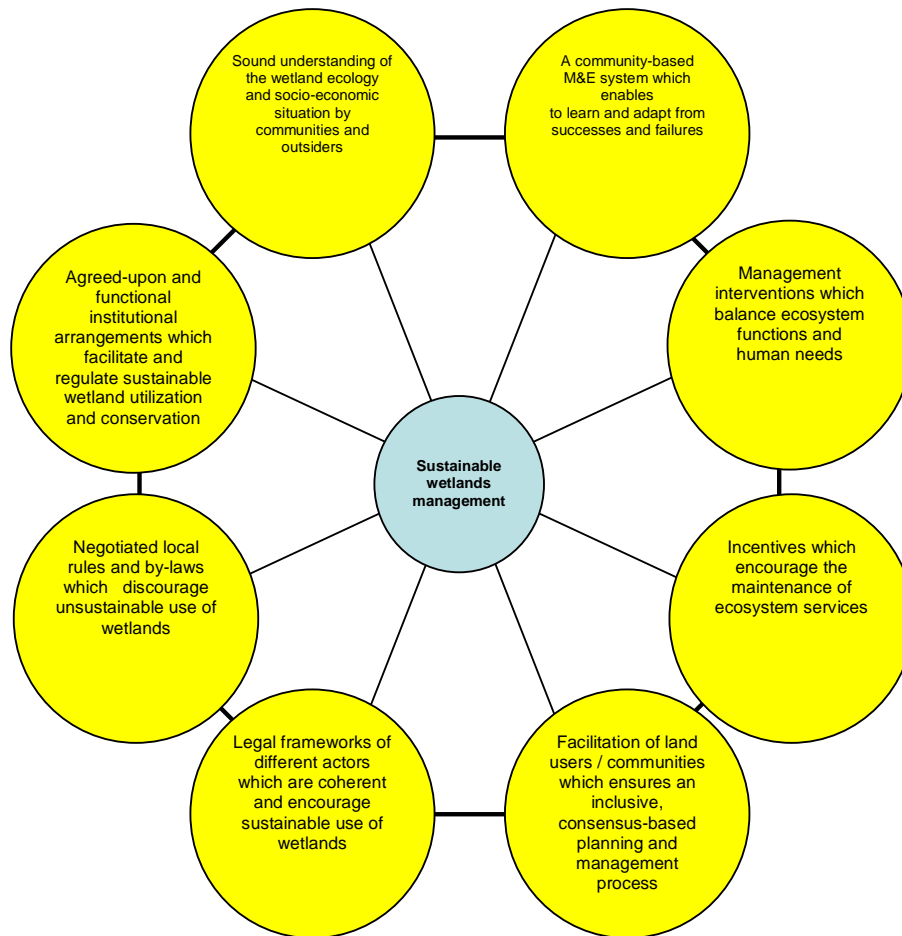 Sound understanding of
the wetland ecology
and socio-economic
situation by
communities and
outsiders
A community-based
M&E system which
enables
to learn and adapt from
successes and failures
Agreed-upon and
functional
institutional
arrangements which
facilitate and
regulate sustainable
wetland utilization
and conservation
Management
interventions which
balance ecosystem
functions and
human needs
Sustainable
wetlands
management
Negotiated local
rules and by-laws
which discourage
unsustainable use of
wetlands
Incentives which
encourage the
maintenance of
ecosystem services
Legal frameworks of
different actors
which are coherent
and encourage
sustainable use of
wetlands
Facilitation of land
users / communities
which ensures an
inclusive,
consensus-based
planning and
management
process